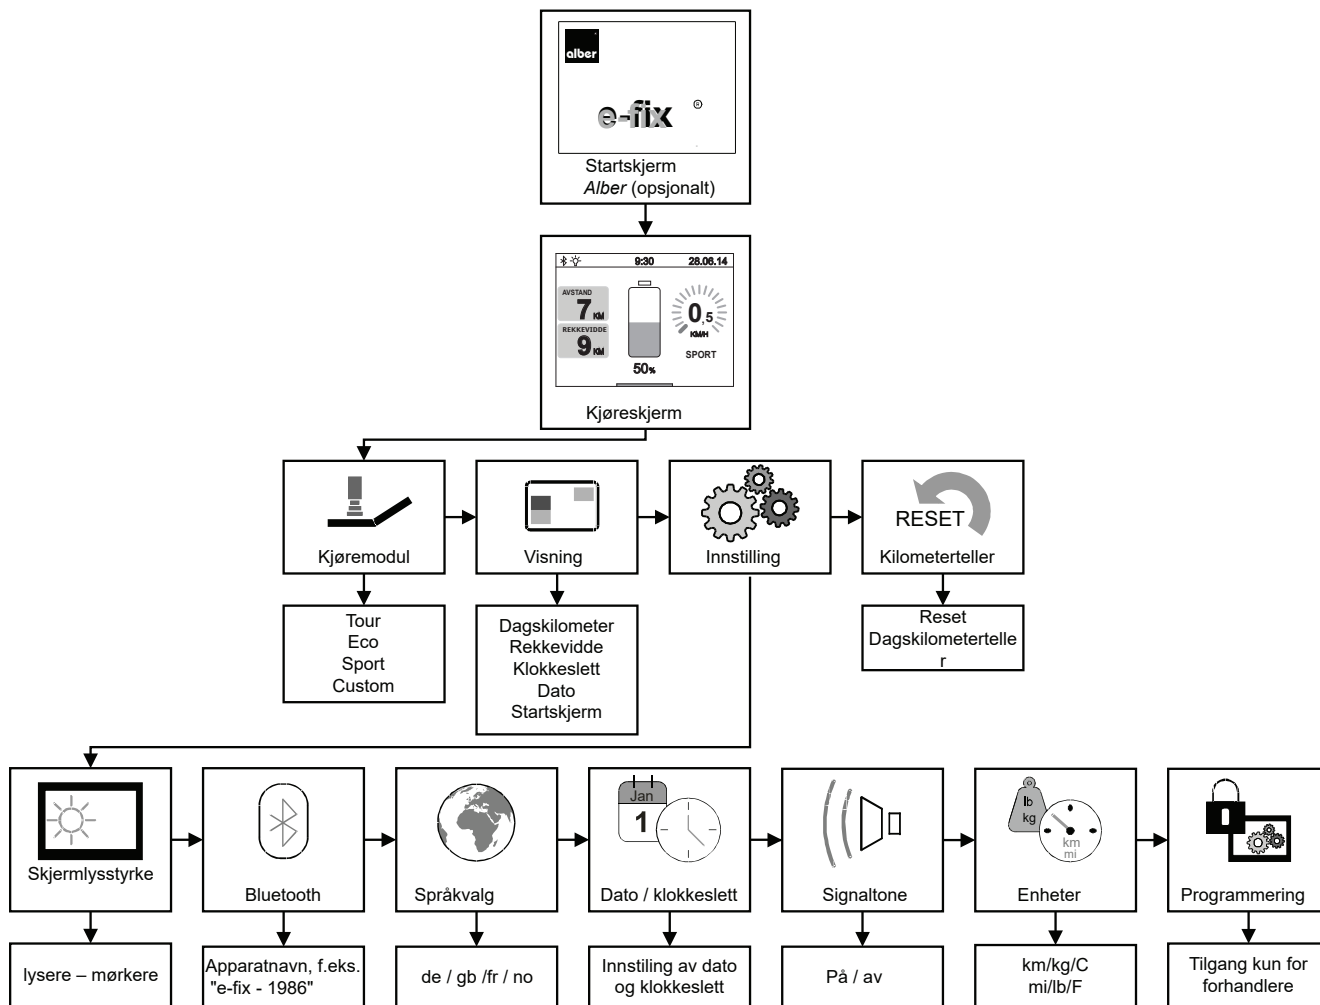 alber
e-fix ®
Startskjerm
Alber (opsjonalt)
9:30 28.06.14
AVSTAND
7 KM
REKKEVIDDE
9 KM
50%
0,5
KM/H
SPORT
Kjøreskjerm
Kjøremodul
Visning
Innstilling
RESET
Kilometerteller
Tour
Eco
Sport
Custom
Dagskilometer
Rekkevidde
Klokkeslett
Dato
Startskjerm
Reset
Dagskilometertelle
r
Skjermlysstyrke
Bluetooth
Språkvalg
Jan
1
Dato / klokkeslett
Signaltone
lb
kg
km
mi
Enheter
Programmering
lysere – mørkere
Apparatnavn, f.eks.
"e-fix - 1986"
de / gb /fr / no
Innstiling av dato
og klokkeslett
På / av
km/kg/C
mi/lb/F
Tilgang kun for
forhandlere